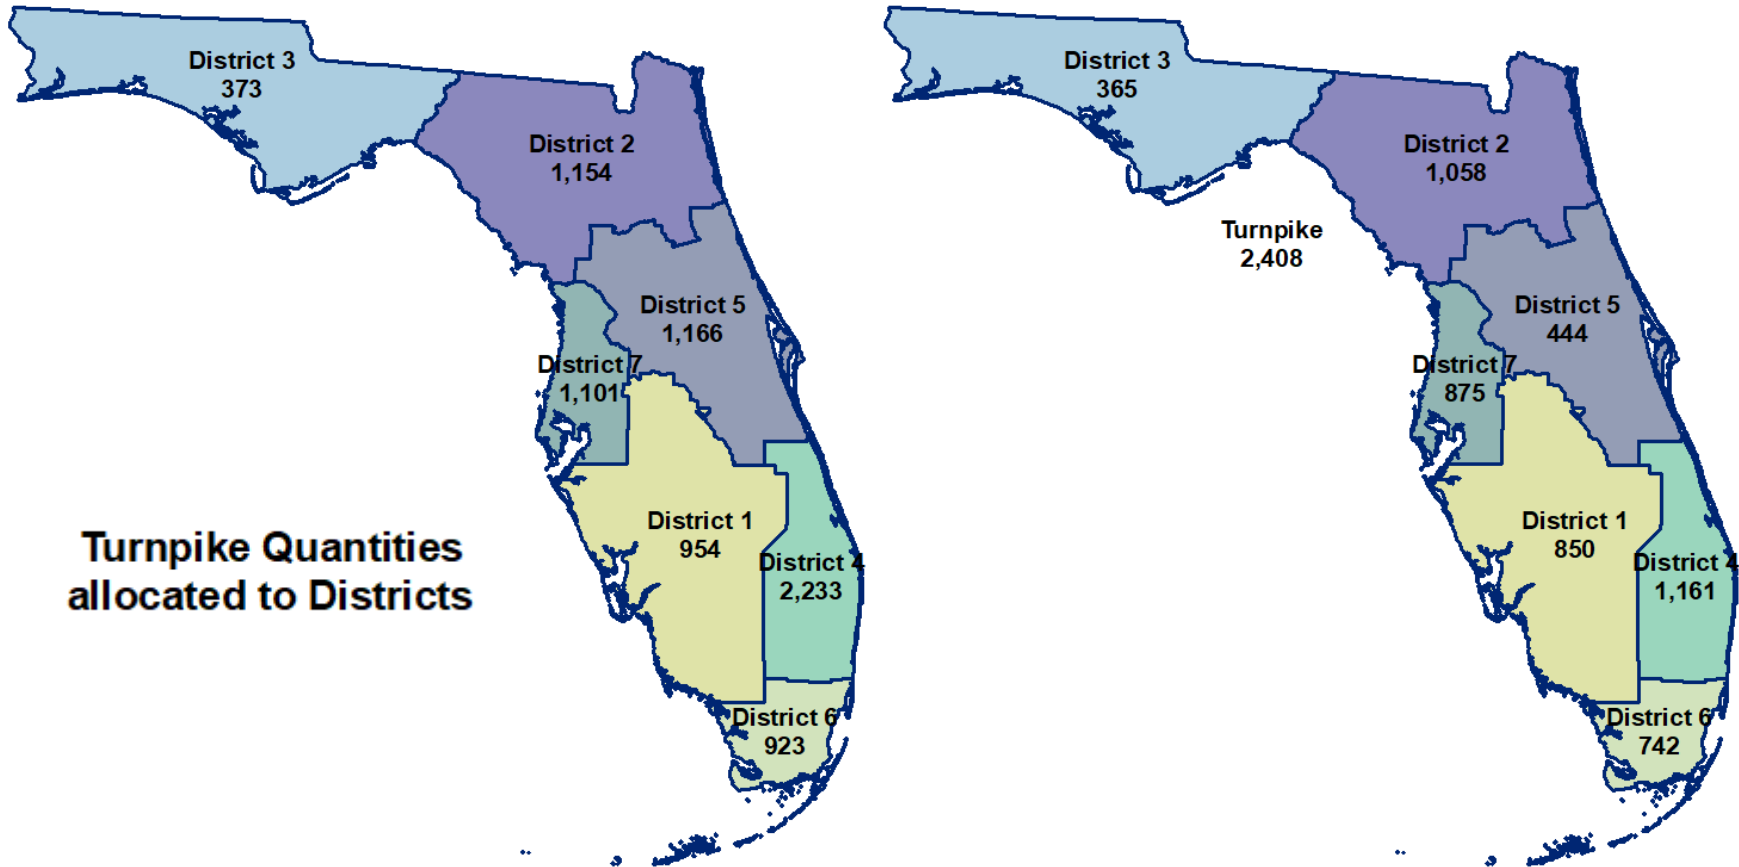 District 3
373
District 2
1,154
District 5
1,166
District 7
1,101
District 1
954
District 4
2,233
District 6
923
Turnpike Quantities
allocated to Districts
District 3
365
District 2
1,058
Turnpike
2,408
District 5
444
District 7
875
District 1
850
District 4
1,161
District 6
742